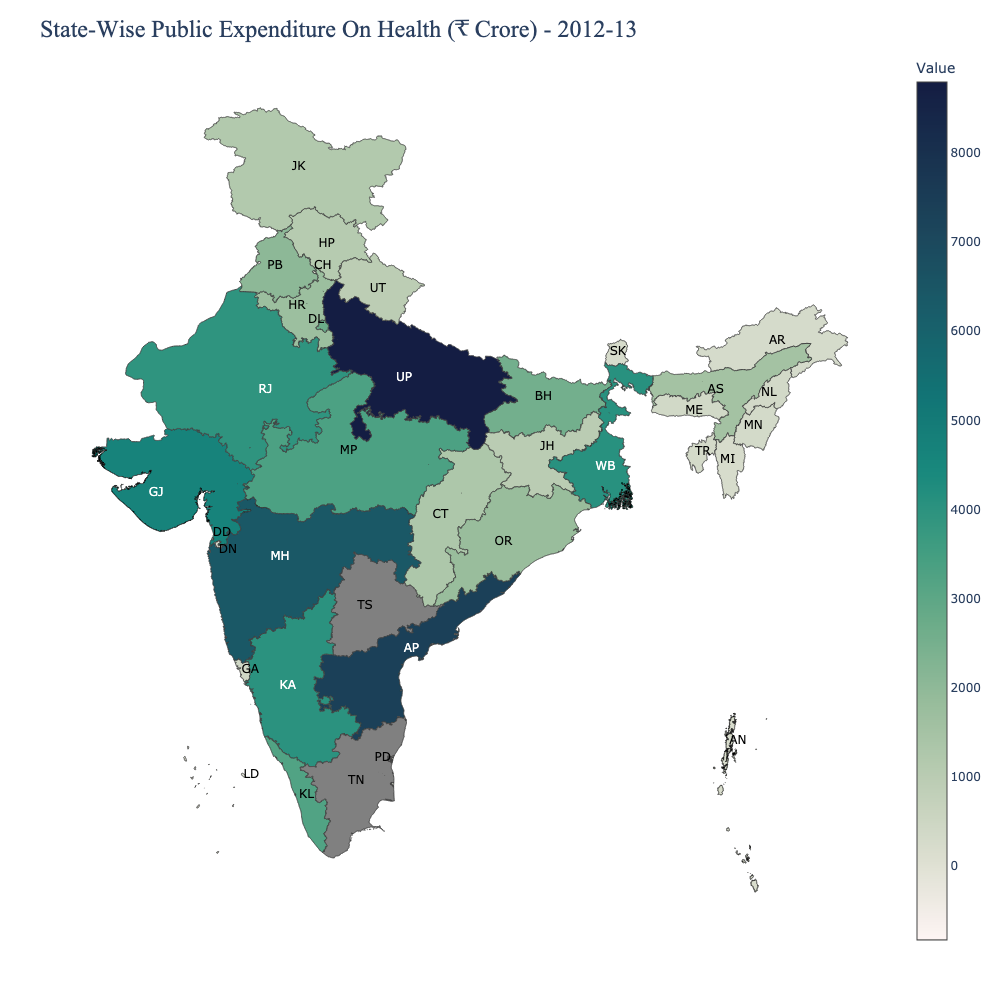 State-Wise Public Expenditure On Health (₹ Crore) - 2012-13
Value
8000
7000
6000
5000
4000
3000
2000
1000
0
JK
HP
CH
PB
UT
HR
DL
AR
SK
RJ
UP
AS
NL
BH
ME
MN
JH
TR
MI
MP
WB
GJ
CT
DD
OR
DN
MH
TS
AP
GA
KA
AN
PD
LD
TN
KL